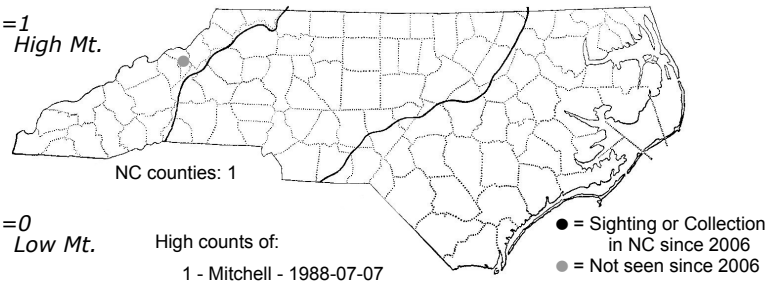 =1
High Mt.
NC counties: 1
=0
Low Mt.
High counts of:
1 - Mitchell - 1988-07-07
● = Sighting or Collection
in NC since 2006
● = Not seen since 2006